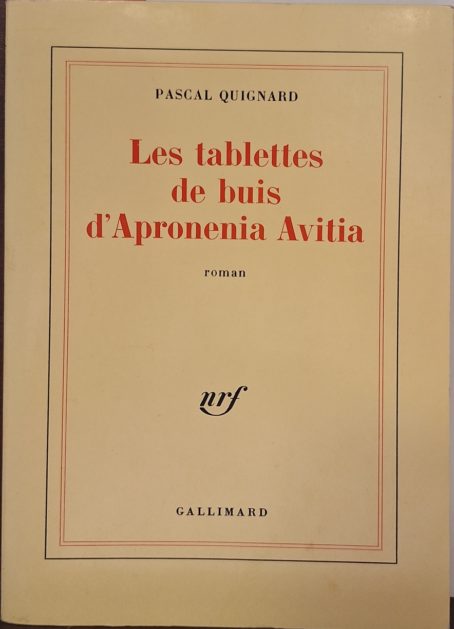 PASCAL QUIGNARD
Les tablettes
de buis
d'Apronenia Avitia
roman
nrf
GALLIMARD